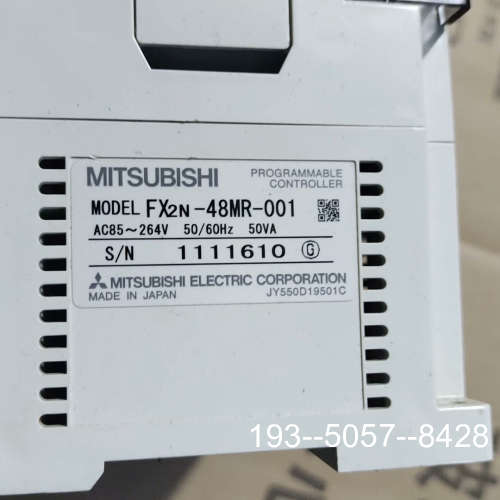 MITSUBISHI
PROGRAMMABLE
CONTROLLER
MODEL FX2N-48MR-001
AC85~264V 50/60Hz 50VA
S/N 1111610 G
MITSUBISHI ELECTRIC CORPORATION
MADE IN JAPAN JY550D19501C
193--5057--8428